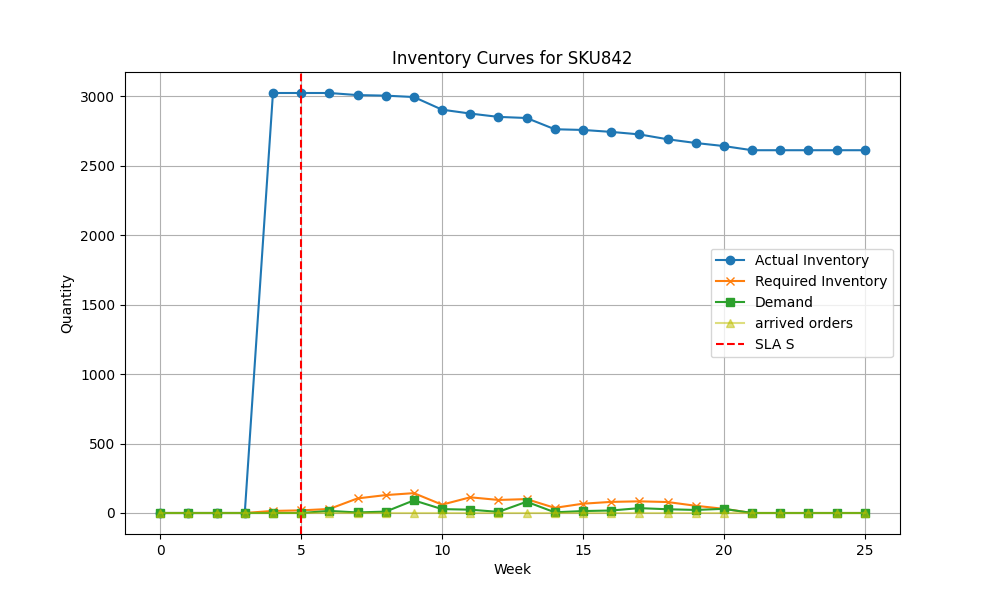 Inventory Curves for SKU842
3000
2500
2000
1500
1000
500
0
Quantity
Actual Inventory
Required Inventory
Demand
arrived orders
SLA S
0 5 10 15 20 25
Week